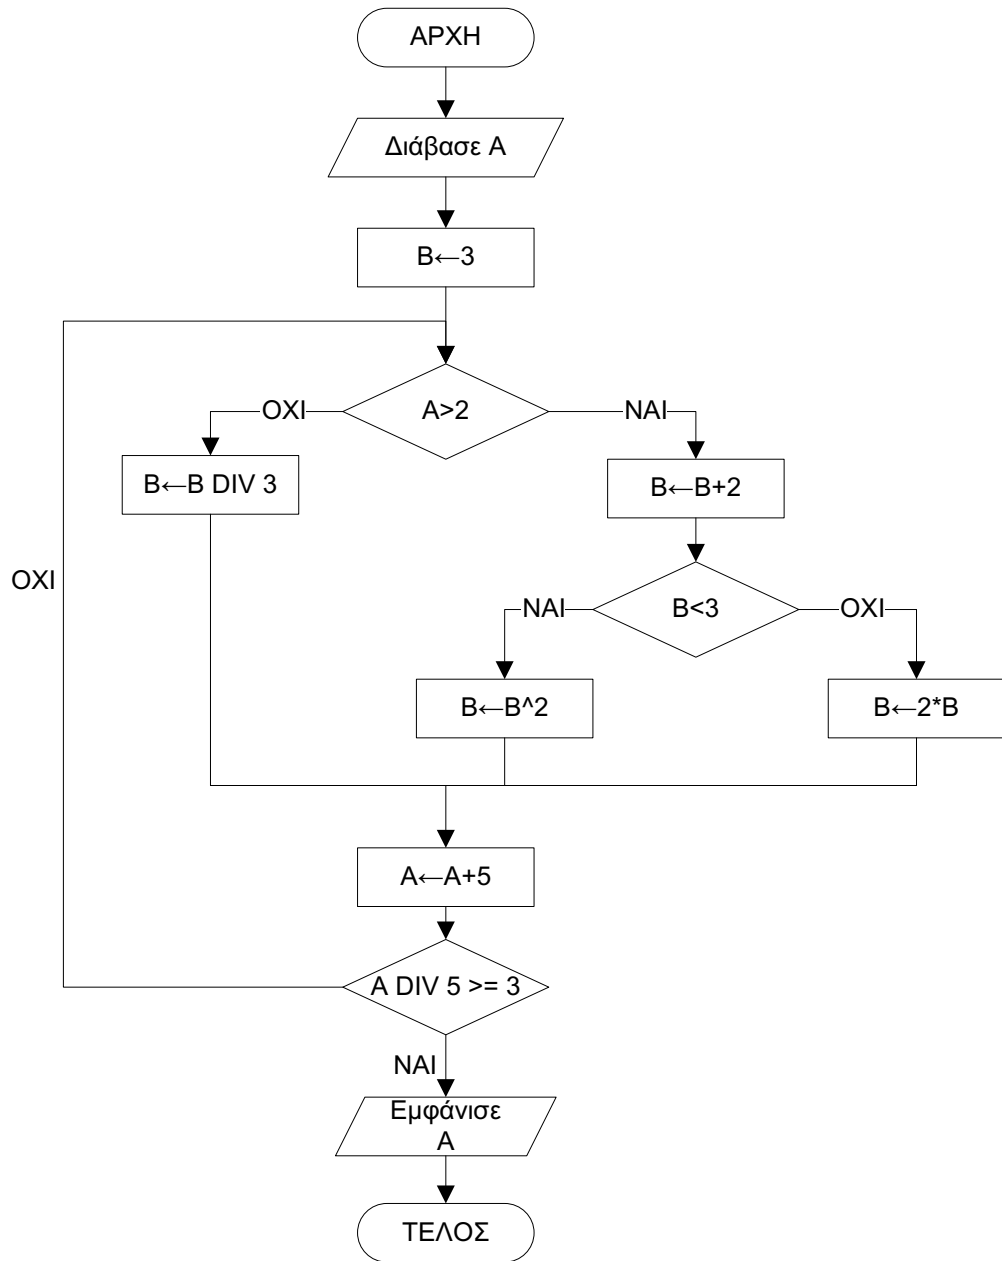 ΑΡΧΗ
Διάβασε Α
Β←3
Α>2
ΟΧΙ
ΝΑΙ
Β←Β DIV 3
Β←Β+2
ΟΧΙ
Β<3
ΝΑΙ
ΟΧΙ
Β←Β^2
Β←2*Β
Α←Α+5
Α DIV 5 >= 3
ΝΑΙ
Εμφάνισε
Α
ΤΕΛΟΣ